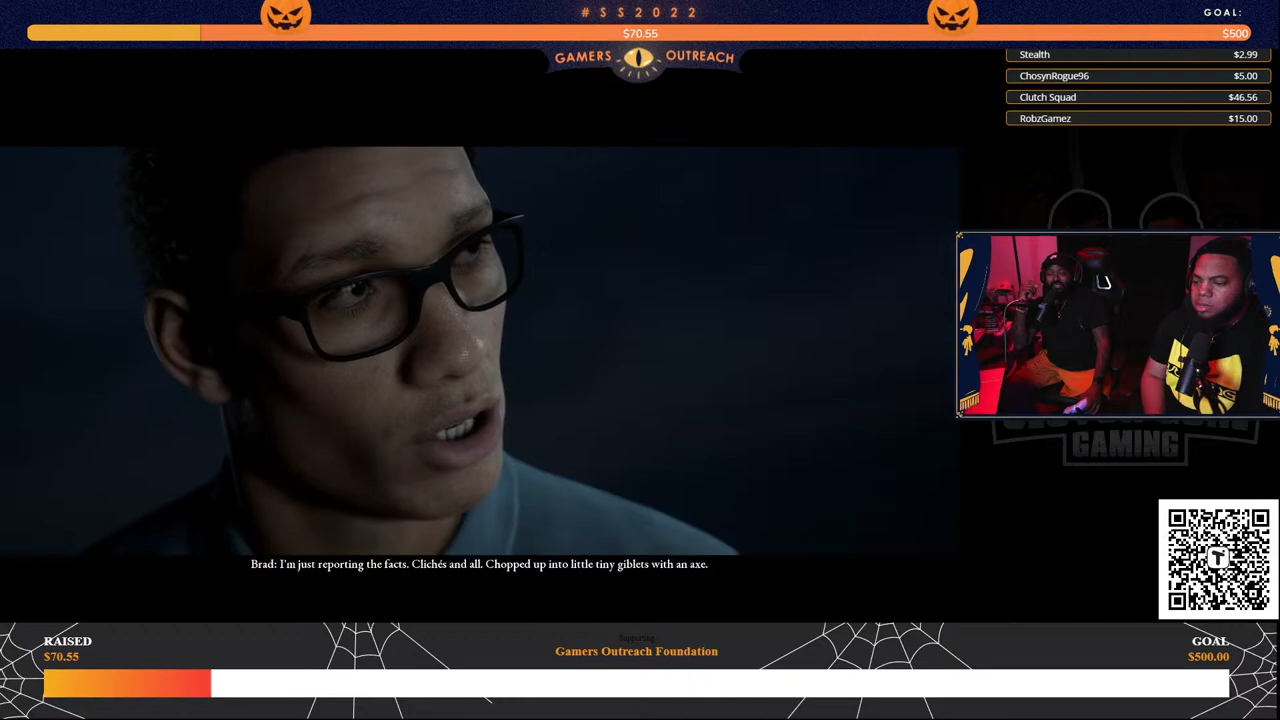 #SS2022
GOAL:
$70.55
$500
GAMERS OUTREACH
Stealth $2.99
ChosynRogue96 $5.00
Clutch Squad $46.56
RobzGamez $15.00
GAMING
Brad: I'm just reporting the facts. Clichés and all. Chopped up into little tiny giblets with an axe.
RAISED
$70.55
Supporting
Gamers Outreach Foundation
GOAL
$500.00